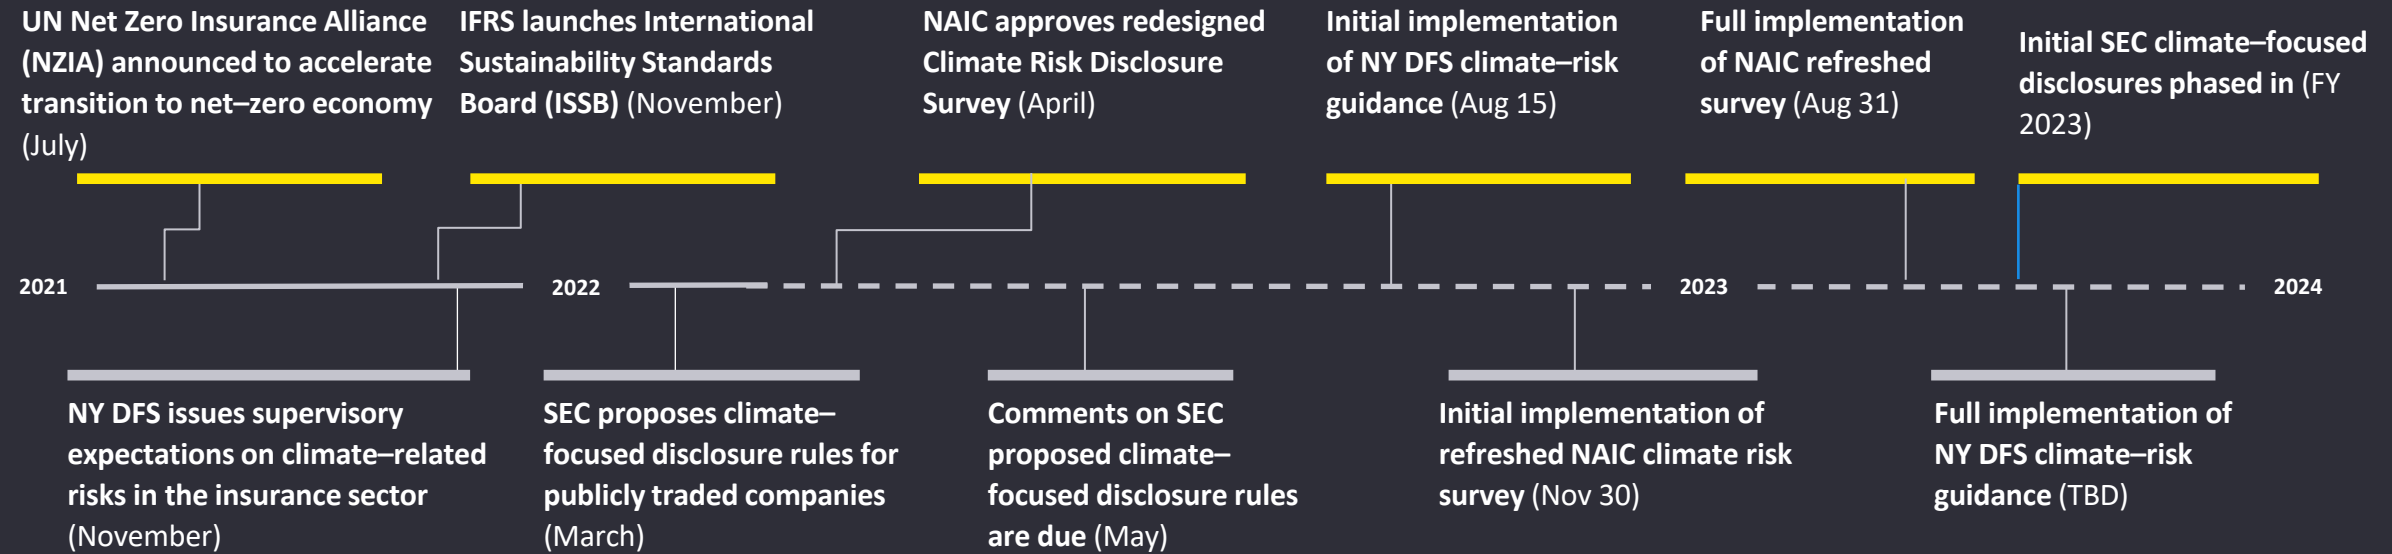 UN Net Zero Insurance Alliance
(NZIA) announced to accelerate
transition to net–zero economy
(July)
IFRS launches International
Sustainability Standards
Board (ISSB) (November)
NAIC approves redesigned
Climate Risk Disclosure
Survey (April)
Initial implementation
of NY DFS climate–risk
guidance (Aug 15)
Full implementation
of NAIC refreshed
survey (Aug 31)
Initial SEC climate–focused
disclosures phased in (FY
2023)
2021
2022
2023
2024
NY DFS issues supervisory
expectations on climate–related
risks in the insurance sector
(November)
SEC proposes climate–
focused disclosure rules for
publicly traded companies
(March)
Comments on SEC
proposed climate–
focused disclosure rules
are due (May)
Initial implementation of
refreshed NAIC climate risk
survey (Nov 30)
Full implementation of
NY DFS climate–risk
guidance (TBD)